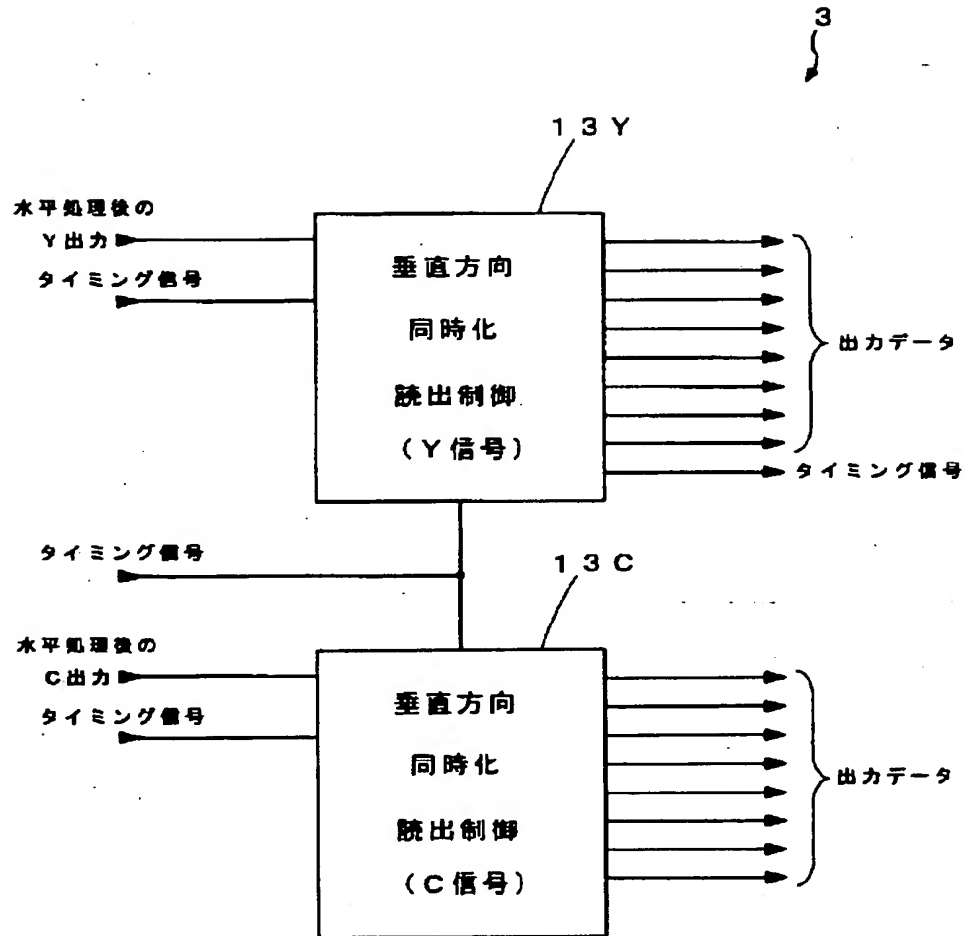 3
13Y
水平処理後の
Y出力
タイミング信号
垂直方向
同時化
読出制御
(Y信号)
出力データ
タイミング信号
タイミング信号
13C
水平処理後の
C出力
タイミング信号
垂直方向
同時化
読出制御
(C信号)
出力データ